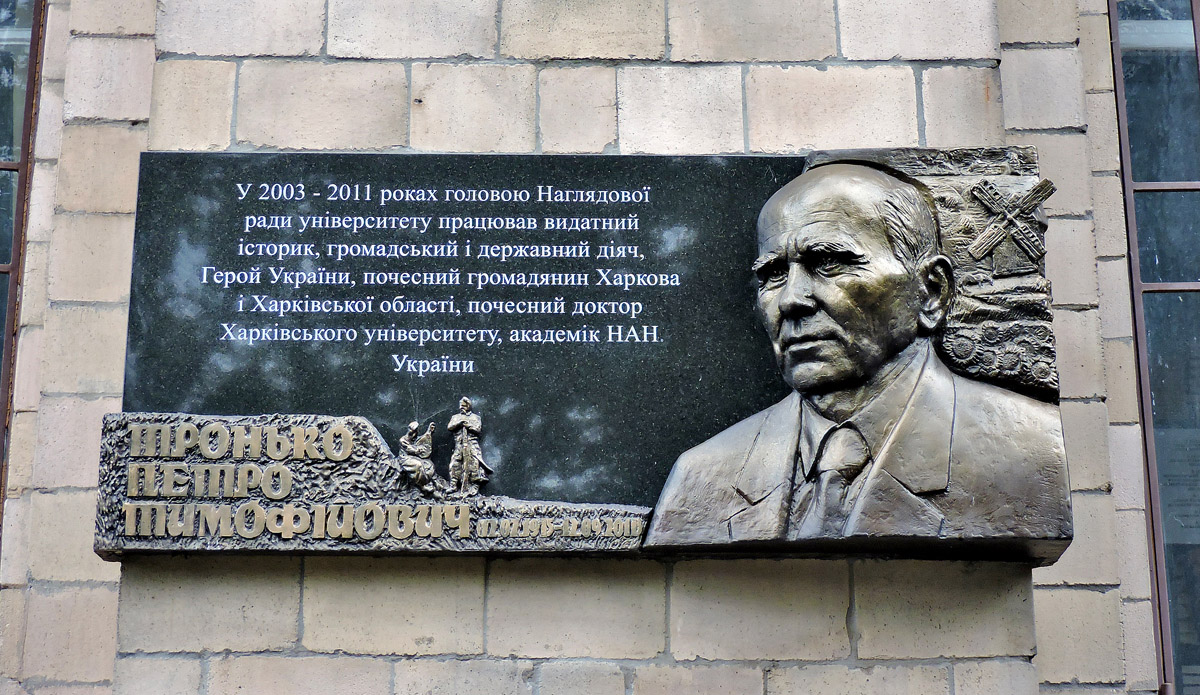 У 2003 - 2011 роках головою Наглядової
ради університету працював видатний
історик, громадський і державний діяч,
Герой України, почесний громадянин Харкова
і Харківської області, почесний доктор
Харківського університету, академік НАН
України
ТРОНЬКО
ПЕТРО
ТИМОФІЙОВИЧ